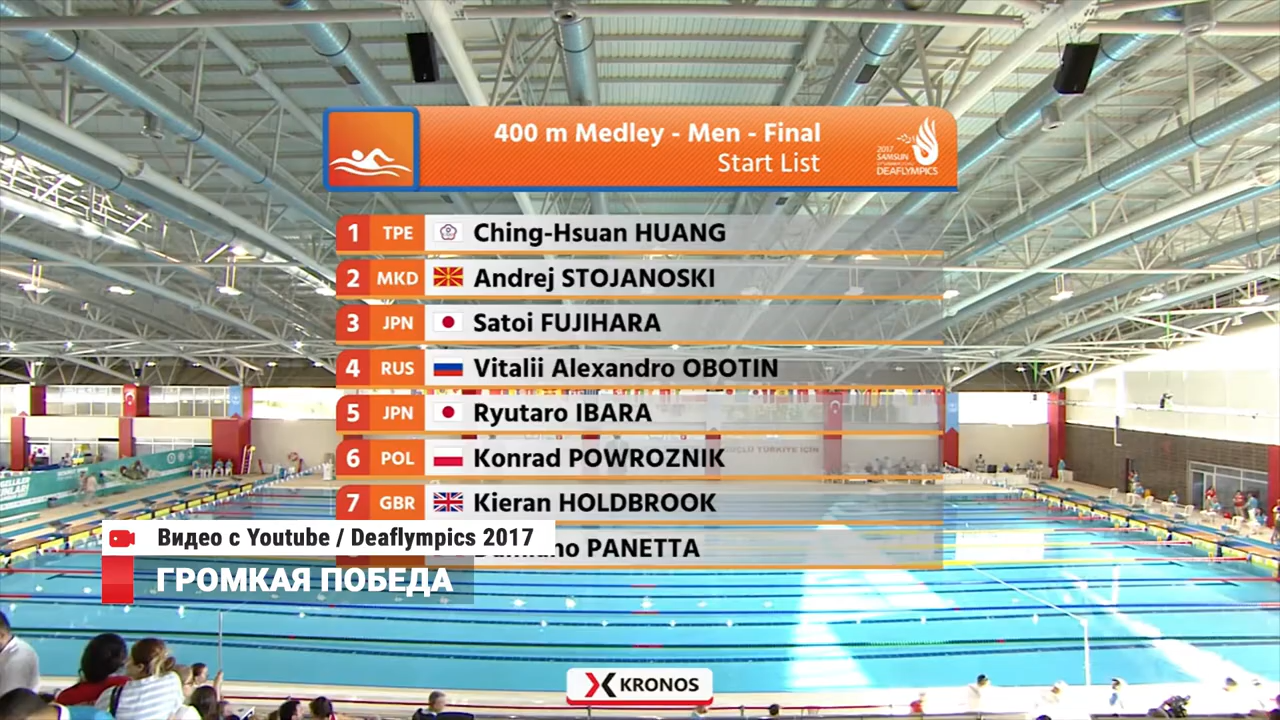 400 m Medley - Men - Final
Start List
2017
SAMSUN
DEAFLYMPICS
1 TPE Ching-Hsuan HUANG
2 MKD Andrej STOJANOSKI
3 JPN Satoi FUJIHARA
4 RUS Vitalii Alexandro OBOTIN
5 JPN Ryutaro IBARA
6 POL Konrad POWROZNIK
7 GBR Kieran HOLDBROOK
PANETTA
Видео с Youtube / Deaflympics 2017
ГРОМКАЯ ПОБЕДА
KRONOS